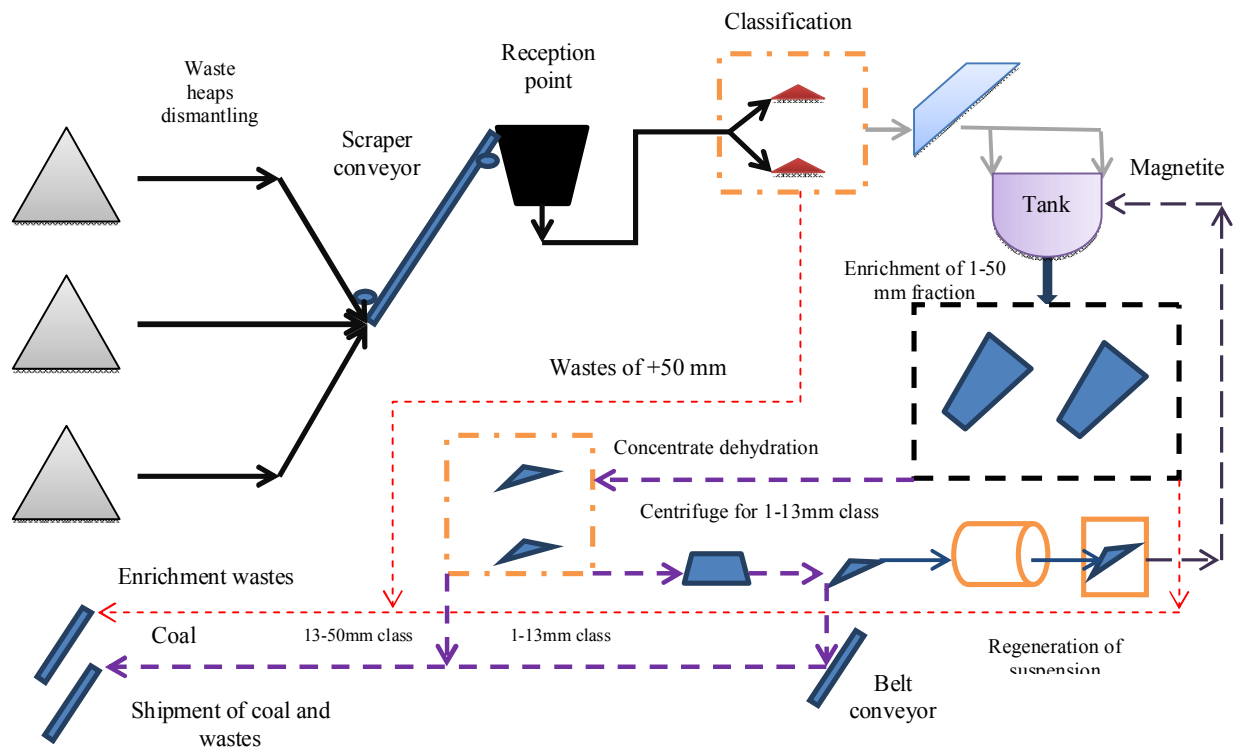 Classification
Reception
point
Waste
heaps
dismantling
Scraper
conveyor
Magnetite
Tank
Enrichment of 1-50
mm fraction
Wastes of +50 mm
Concentrate dehydration
Centrifuge for 1-13mm class
Enrichment wastes
Coal
13-50mm class
1-13mm class
Regeneration of
suspension
Belt
conveyor
Shipment of coal and
wastes